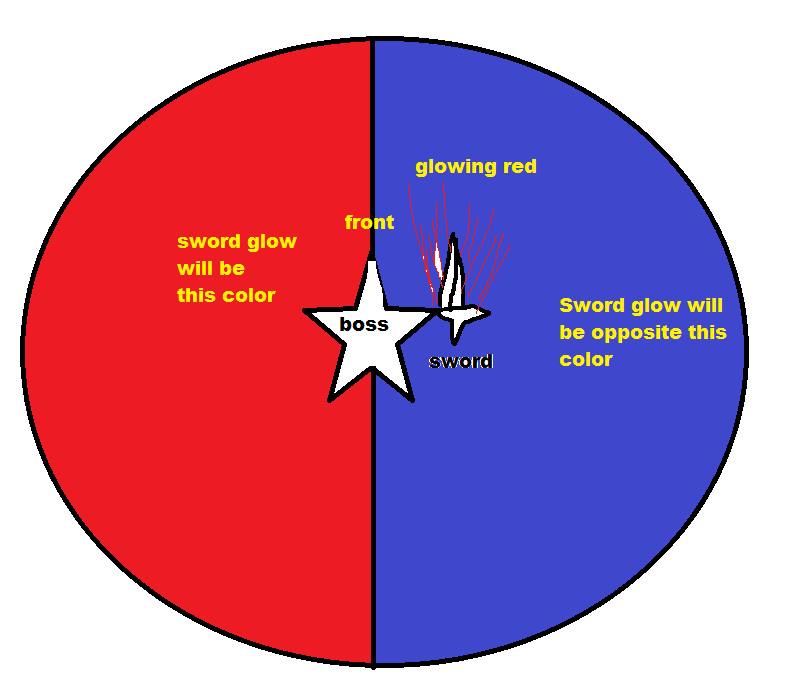 glowing red
front
sword glow
will be
this color
Sword glow will
be opposite this
color
boss
sword